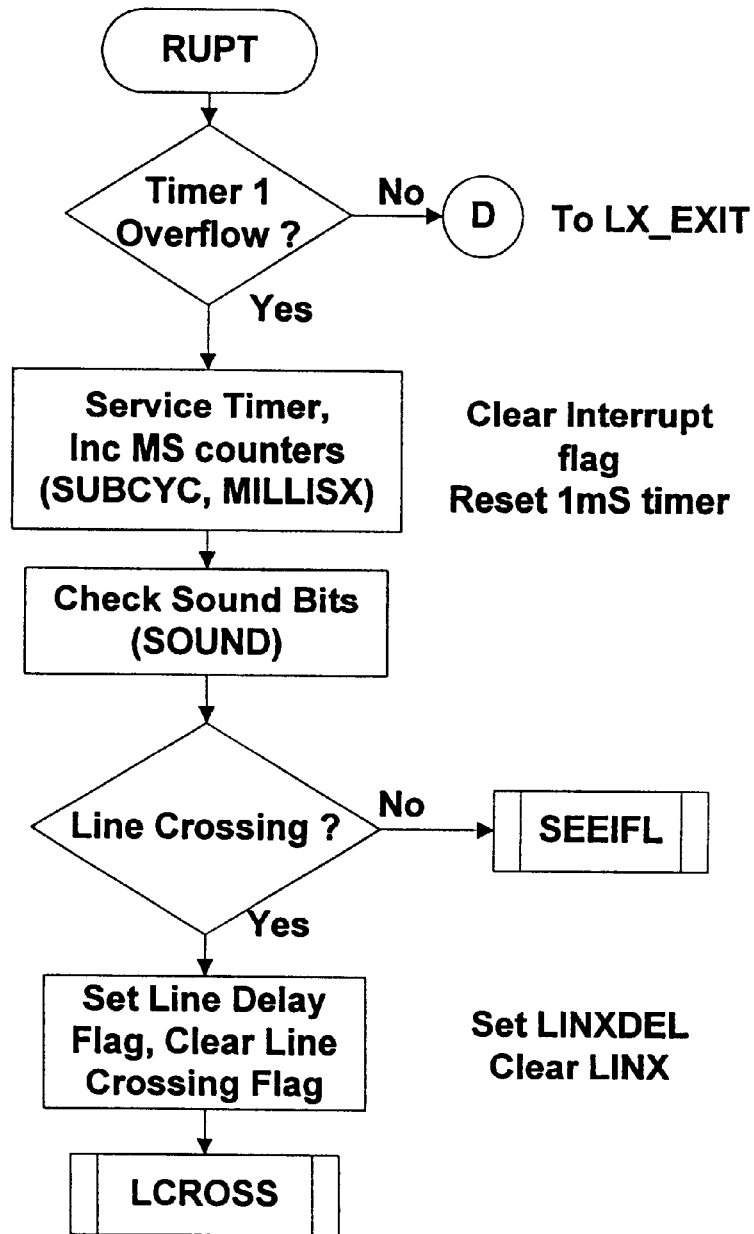 RUPT
Timer 1
Overflow ?
No
D
To LX_EXIT
Yes
Service Timer,
Inc MS counters
(SUBCYC, MILLISX)
Clear Interrupt
flag
Reset 1mS timer
Check Sound Bits
(SOUND)
Line Crossing ?
No
SEEIFL
Yes
Set Line Delay
Flag, Clear Line
Crossing Flag
Set LINXDEL
Clear LINX
LCROSS